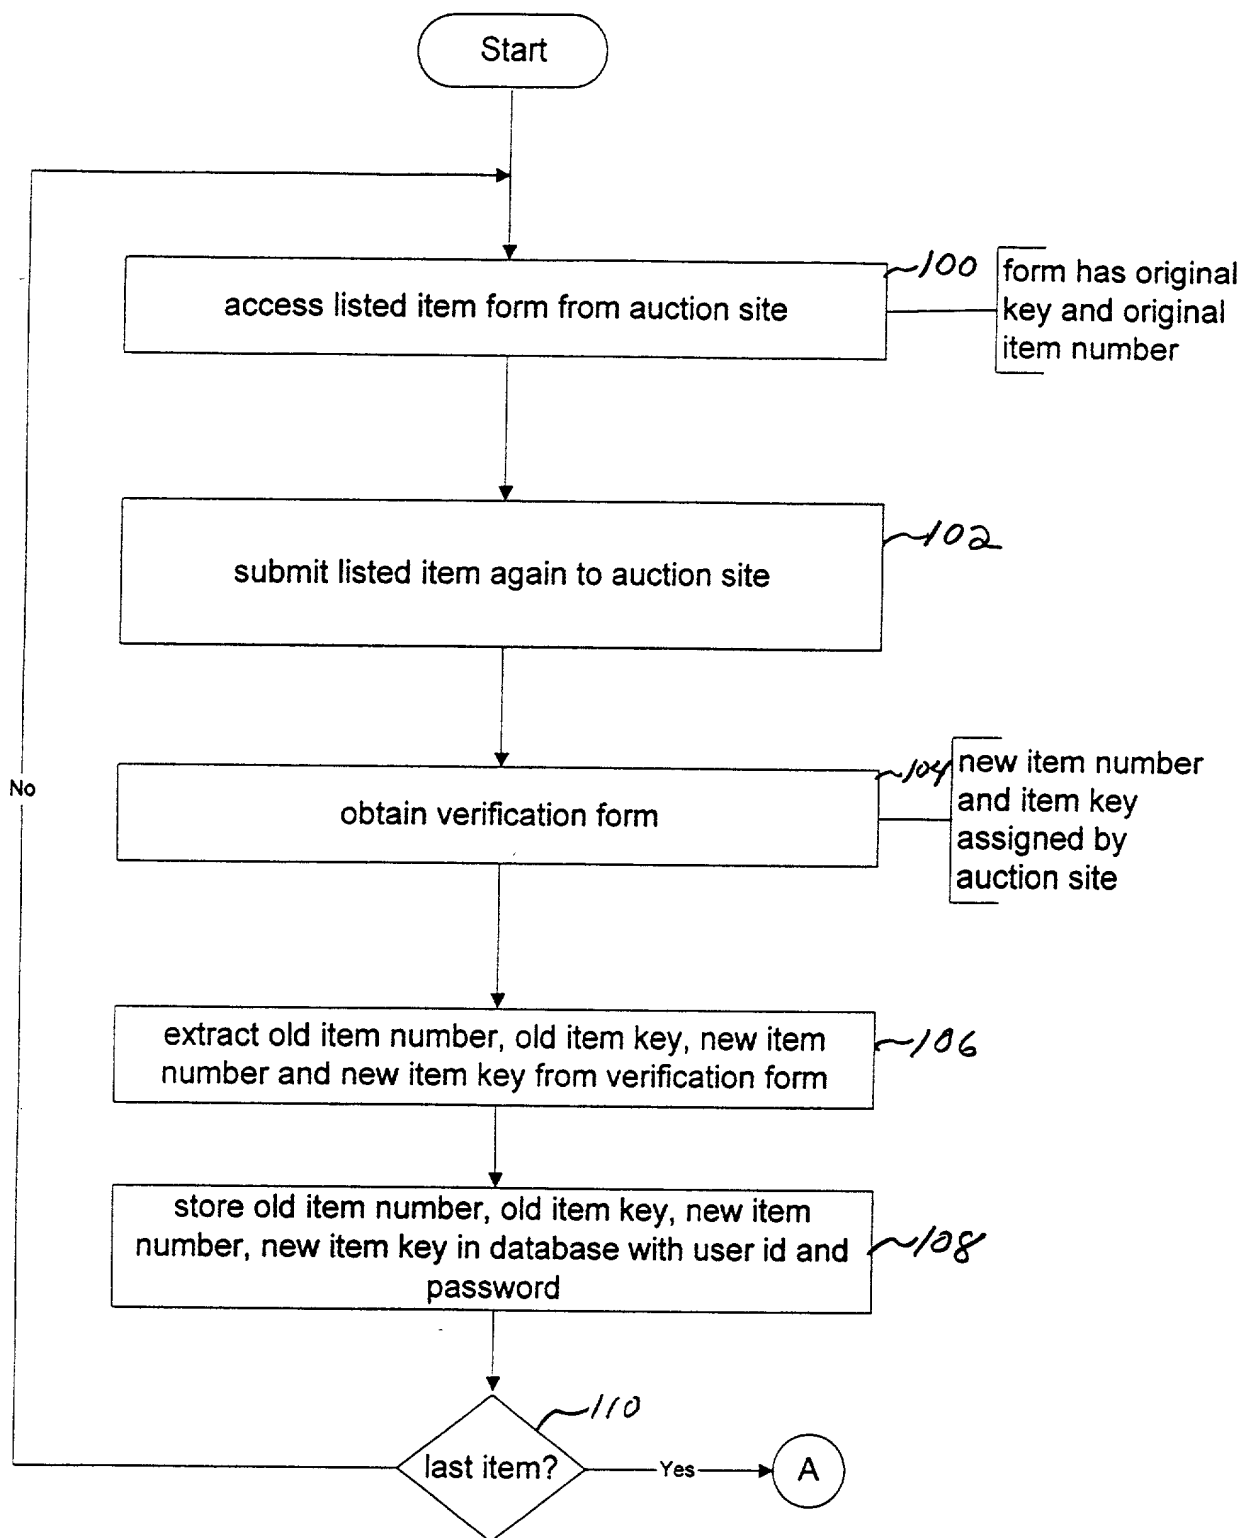 Start
access listed item form from auction site
100
form has original
key and original
item number
submit listed item again to auction site
102
obtain verification form
104
new item number
and item key
assigned by
auction site
No
extract old item number, old item key, new item
number and new item key from verification form
106
store old item number, old item key, new item
number, new item key in database with user id and
password
108
110
last item?
Yes
A